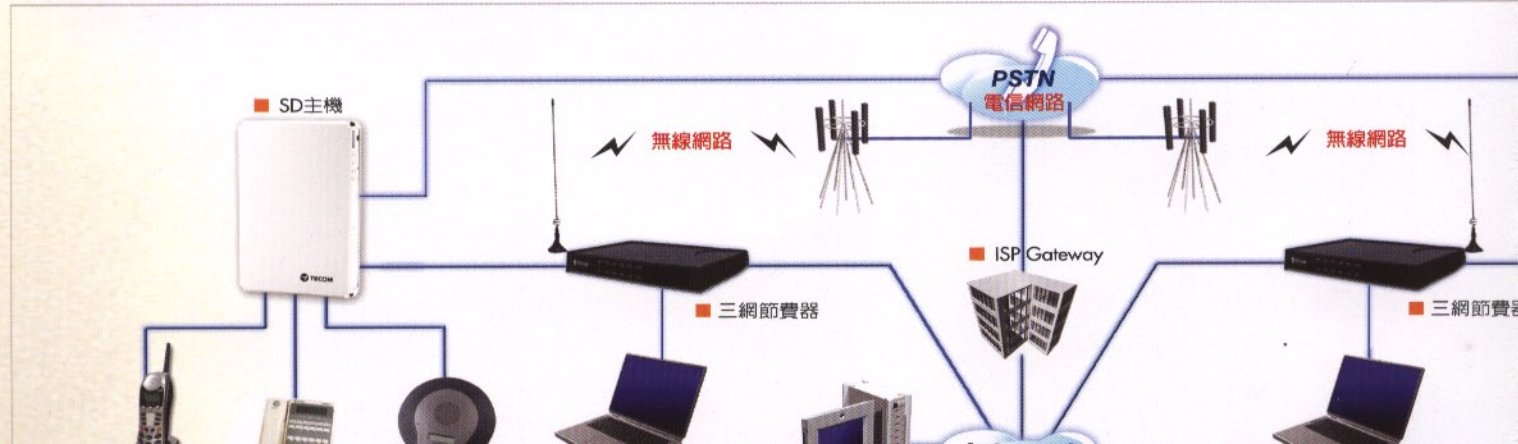 PSTN
電信網路
SD主機
無線網路
無線網路
ISP Gateway
TECOM
三網節費器
三網節費